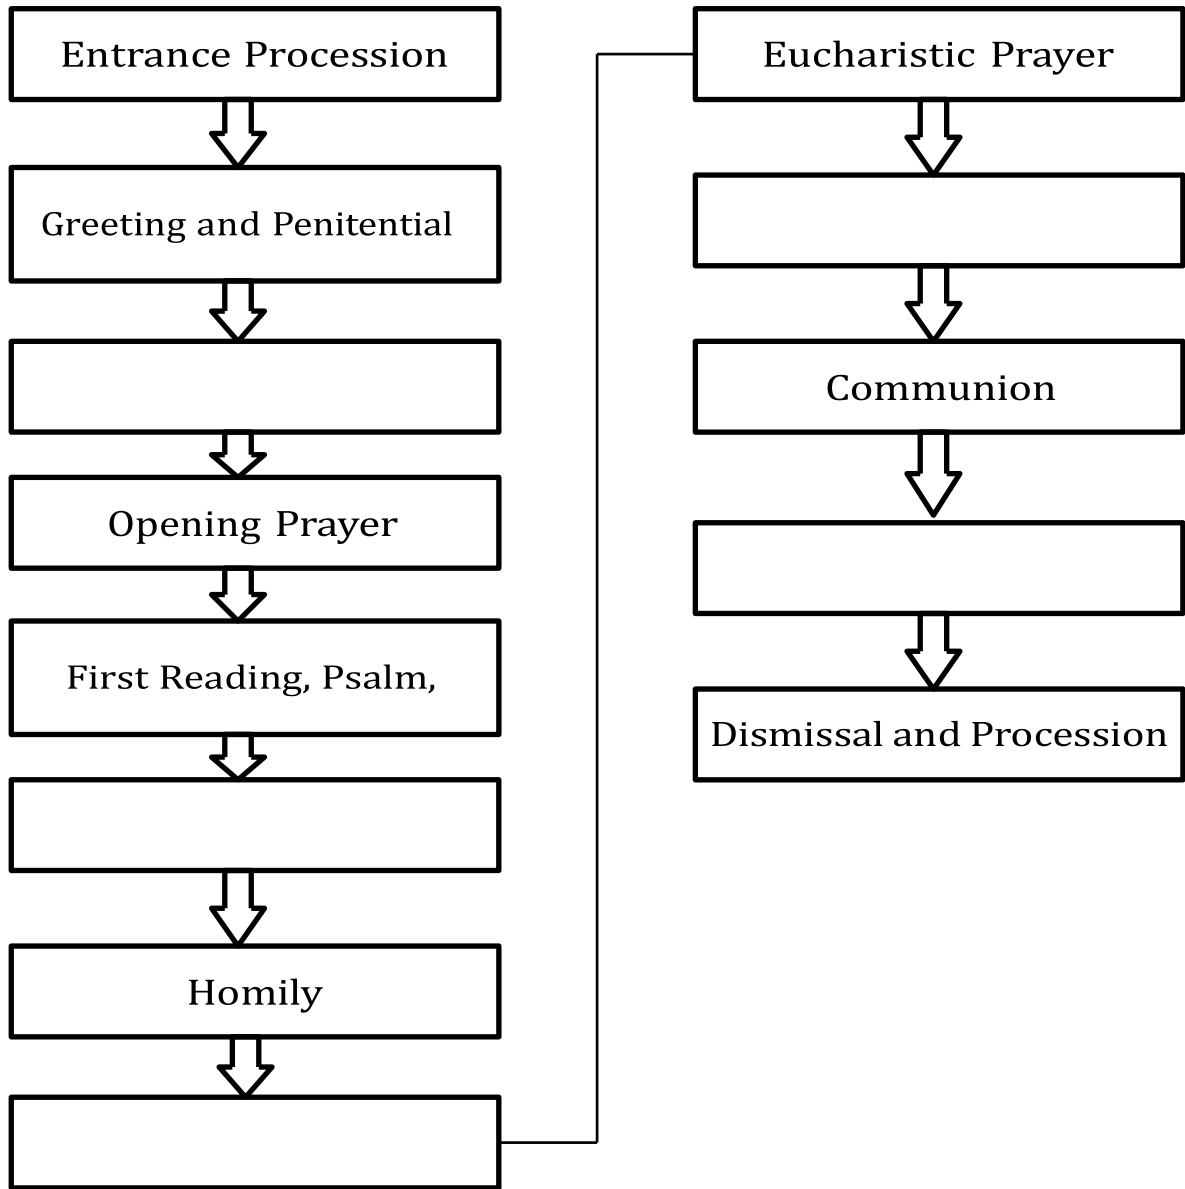 Entrance Procession
Greeting and Penitential
Opening Prayer
First Reading, Psalm,
Homily
Eucharistic Prayer
Communion
Dismissal and Procession